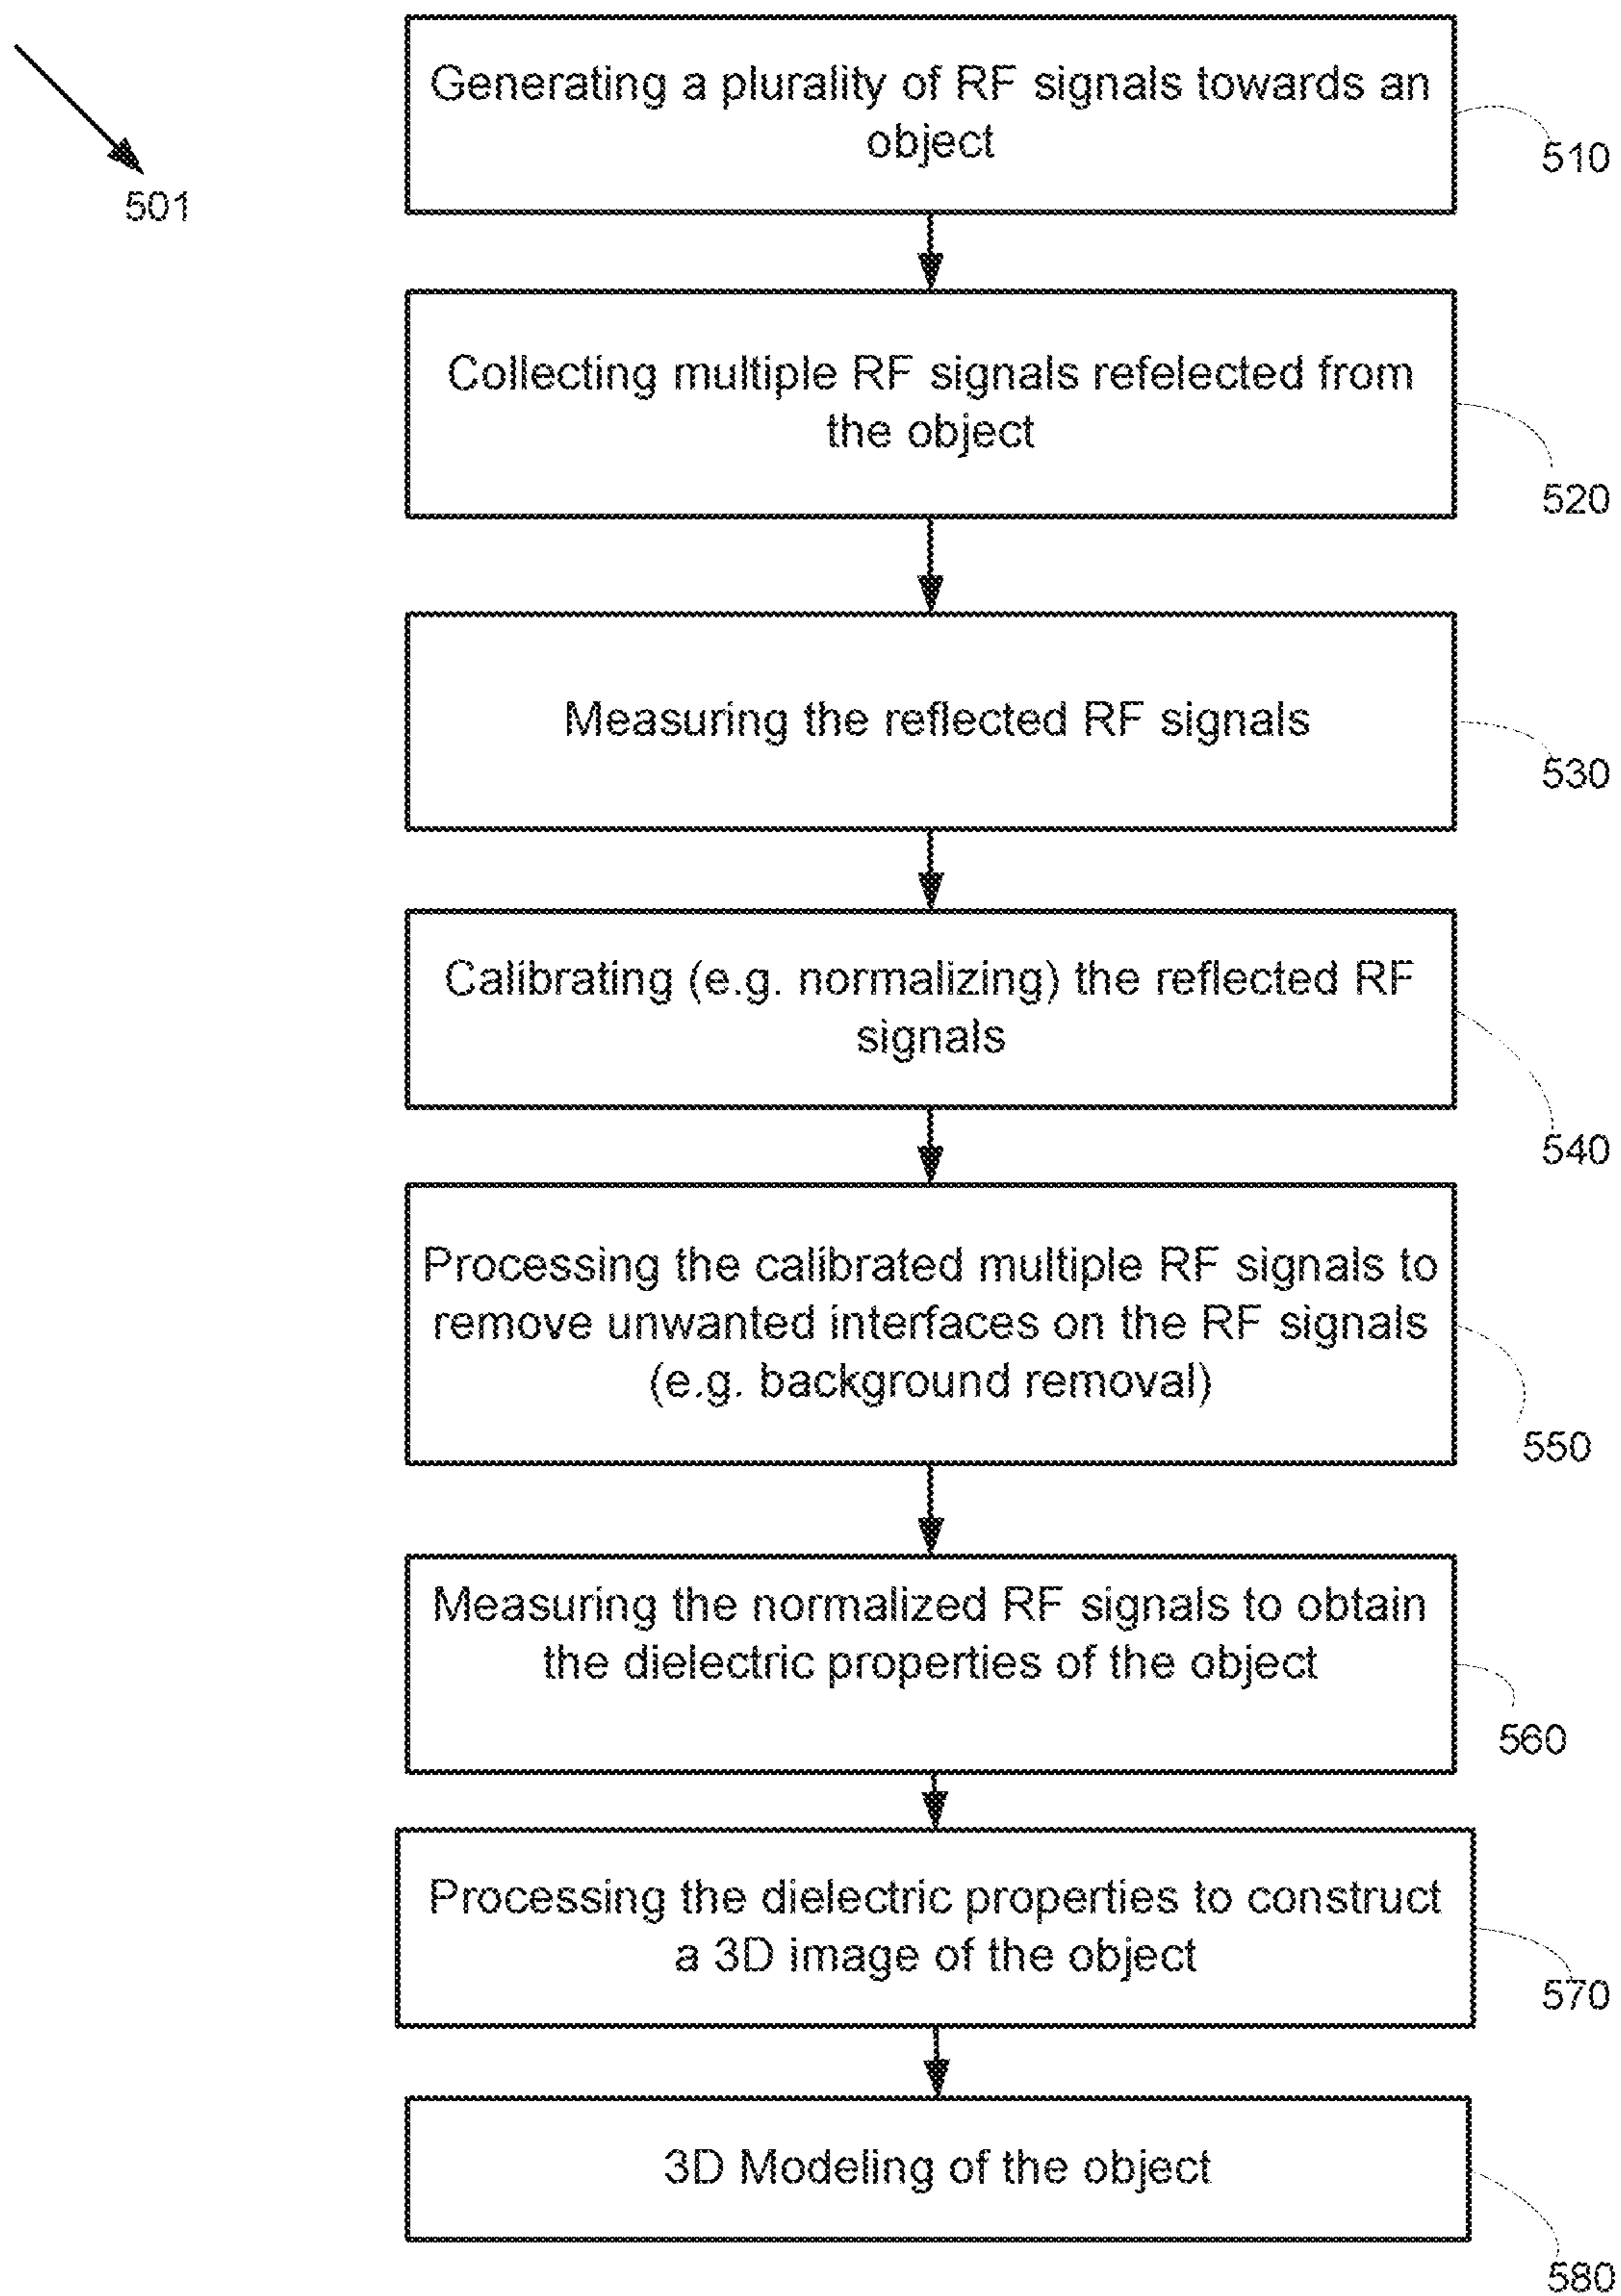 Generating a plurality of RF signals towards an
object
510
501
Collecting multiple RF signals refelected from
the object
520
Measuring the reflected RF signals
530
Calibrating (e.g. normalizing) the reflected RF
signals
540
Processing the calibrated multiple RF signals to
remove unwanted interfaces on the RF signals
(e.g. background removal)
550
Measuring the normalized RF signals to obtain
the dielectric properties of the object
560
Processing the dielectric properties to construct
a 3D image of the object
570
3D Modeling of the object
580